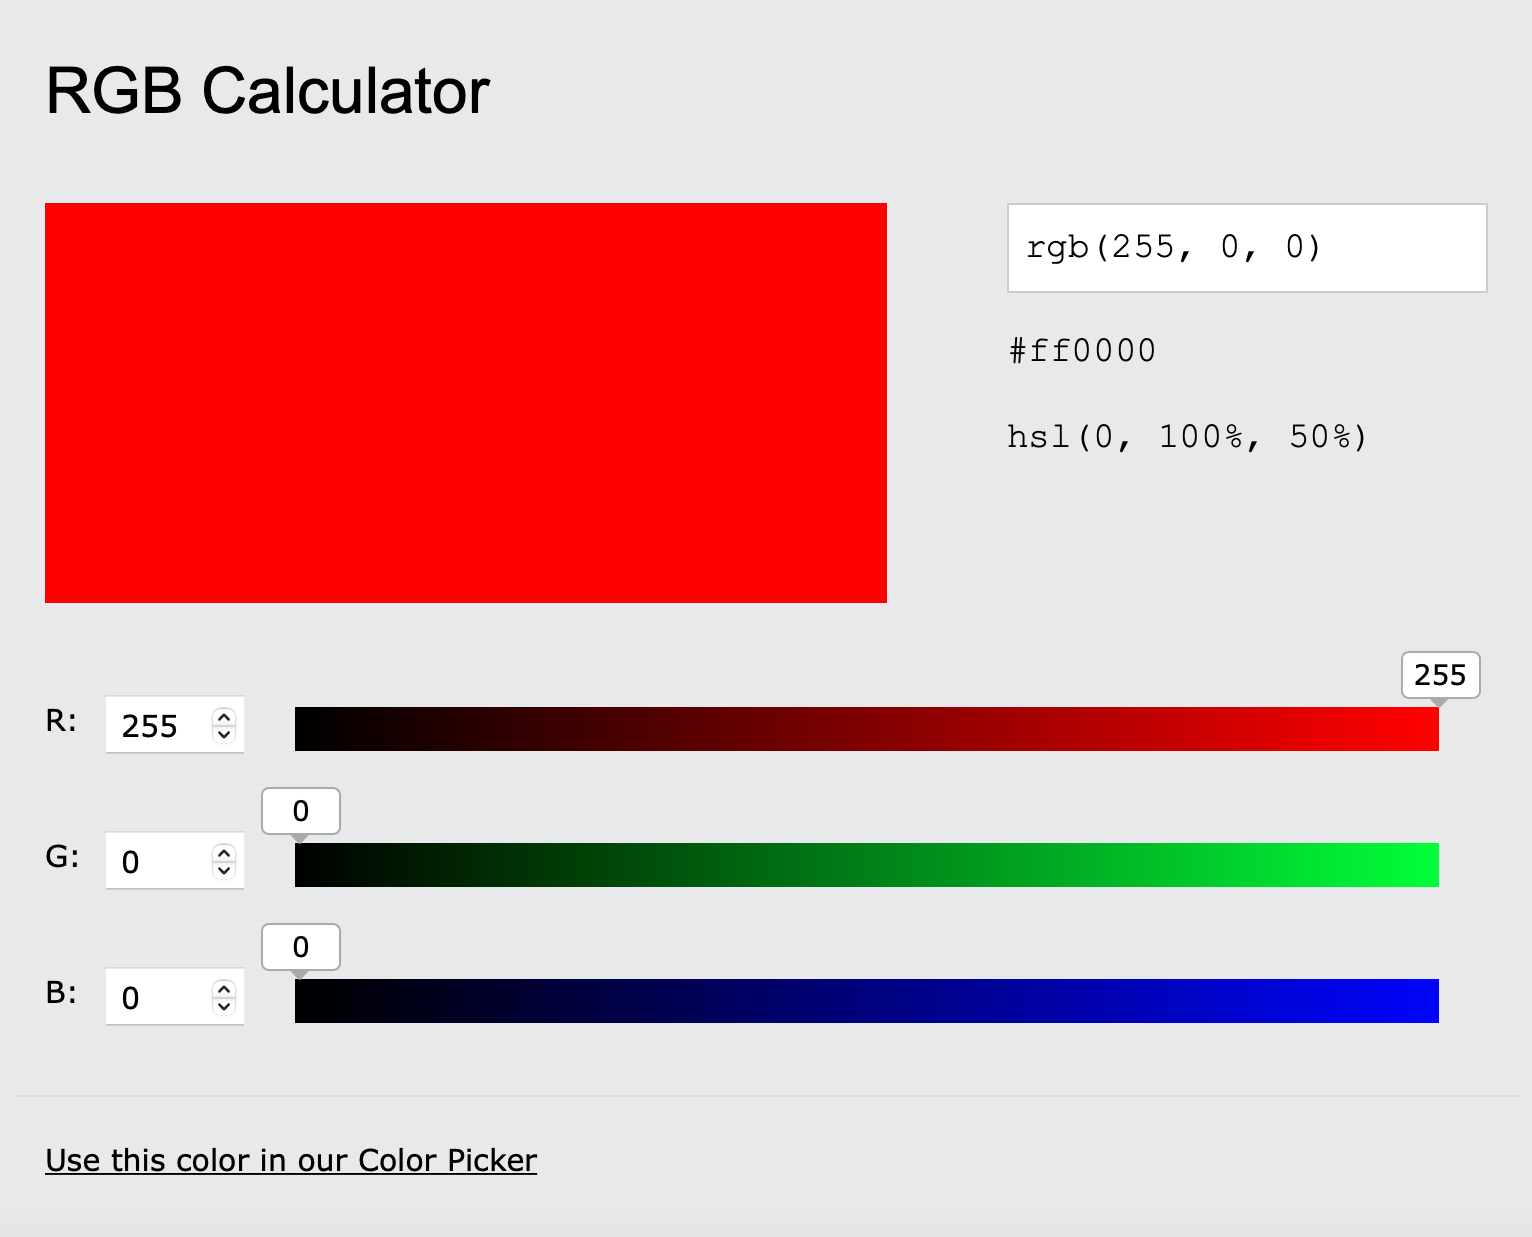 RGB Calculator
rgb(255, 0, 0)
#ff0000
hsl(0, 100%, 50%)
255
R: 255
0
G: 0
0
B: 0
Use this color in our Color Picker